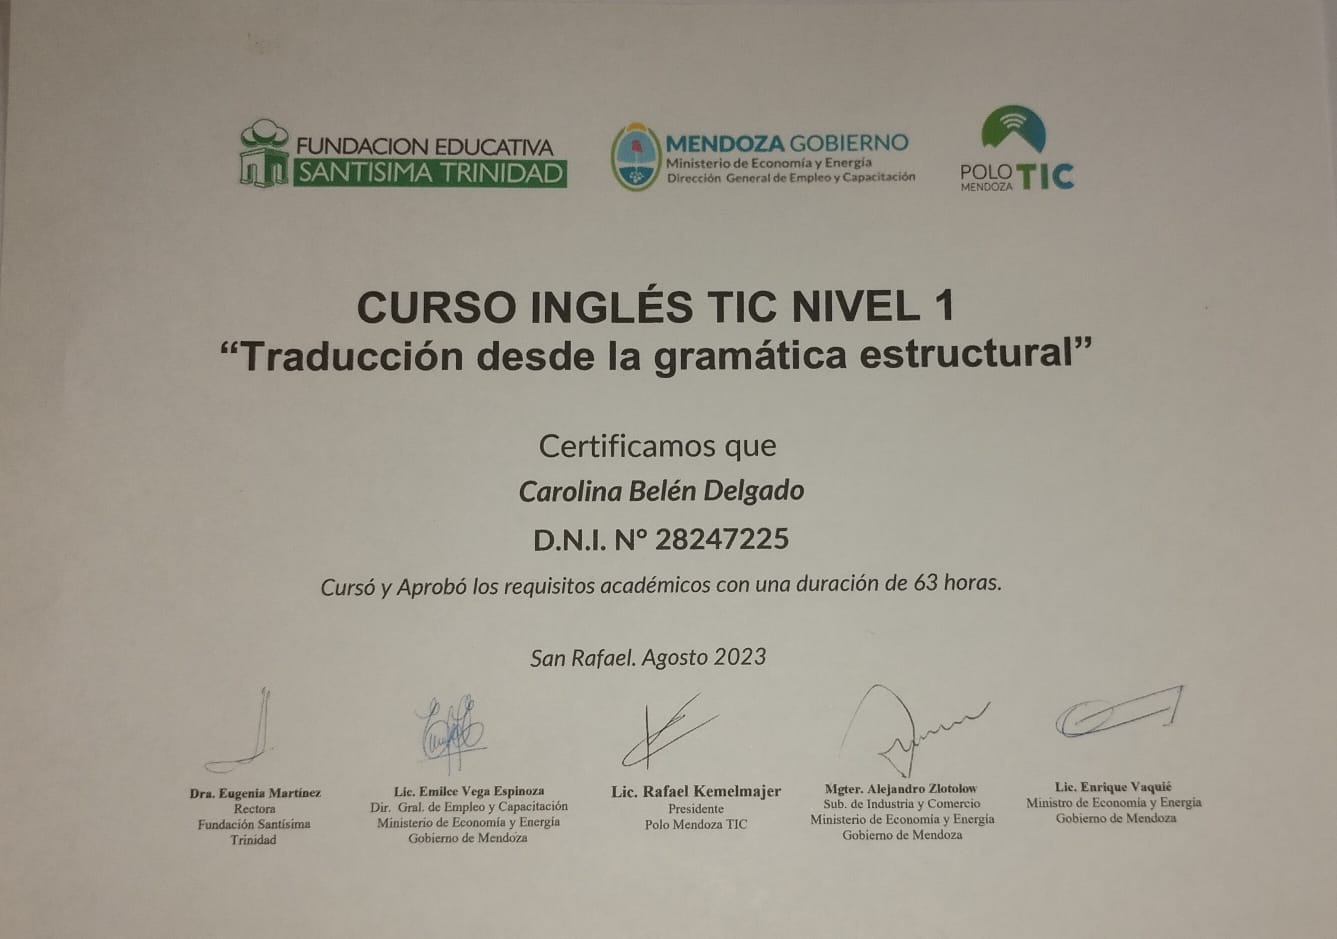 FUNDACION EDUCATIVA
SANTISIMA TRINIDAD
MENDOZA GOBIERNO
Ministerio de Economía y Energía
Dirección General de Empleo y Capacitación
POLO TIC
MENDOZA
CURSO INGLÉS TIC NIVEL 1
“Traducción desde la gramática estructural”
Certificamos que
Carolina Belén Delgado
D.N.I. Nº 28247225
Cursó y Aprobó los requisitos académicos con una duración de 63 horas.
San Rafael. Agosto 2023
Dra. Eugenia Martínez
Rectora
Fundación Santísima
Trinidad
Lic. Emilce Vega Espinoza
Dir. Gral. de Empleo y Capacitación
Ministerio de Economía y Energía
Gobierno de Mendoza
Lic. Rafael Kemelmajer
Presidente
Polo Mendoza TIC
Mgter. Alejandro Zlotolow
Sub. de Industria y Comercio
Ministerio de Economía y Energía
Gobierno de Mendoza
Lic. Enrique Vaquié
Ministro de Economía y Energía
Gobierno de Mendoza